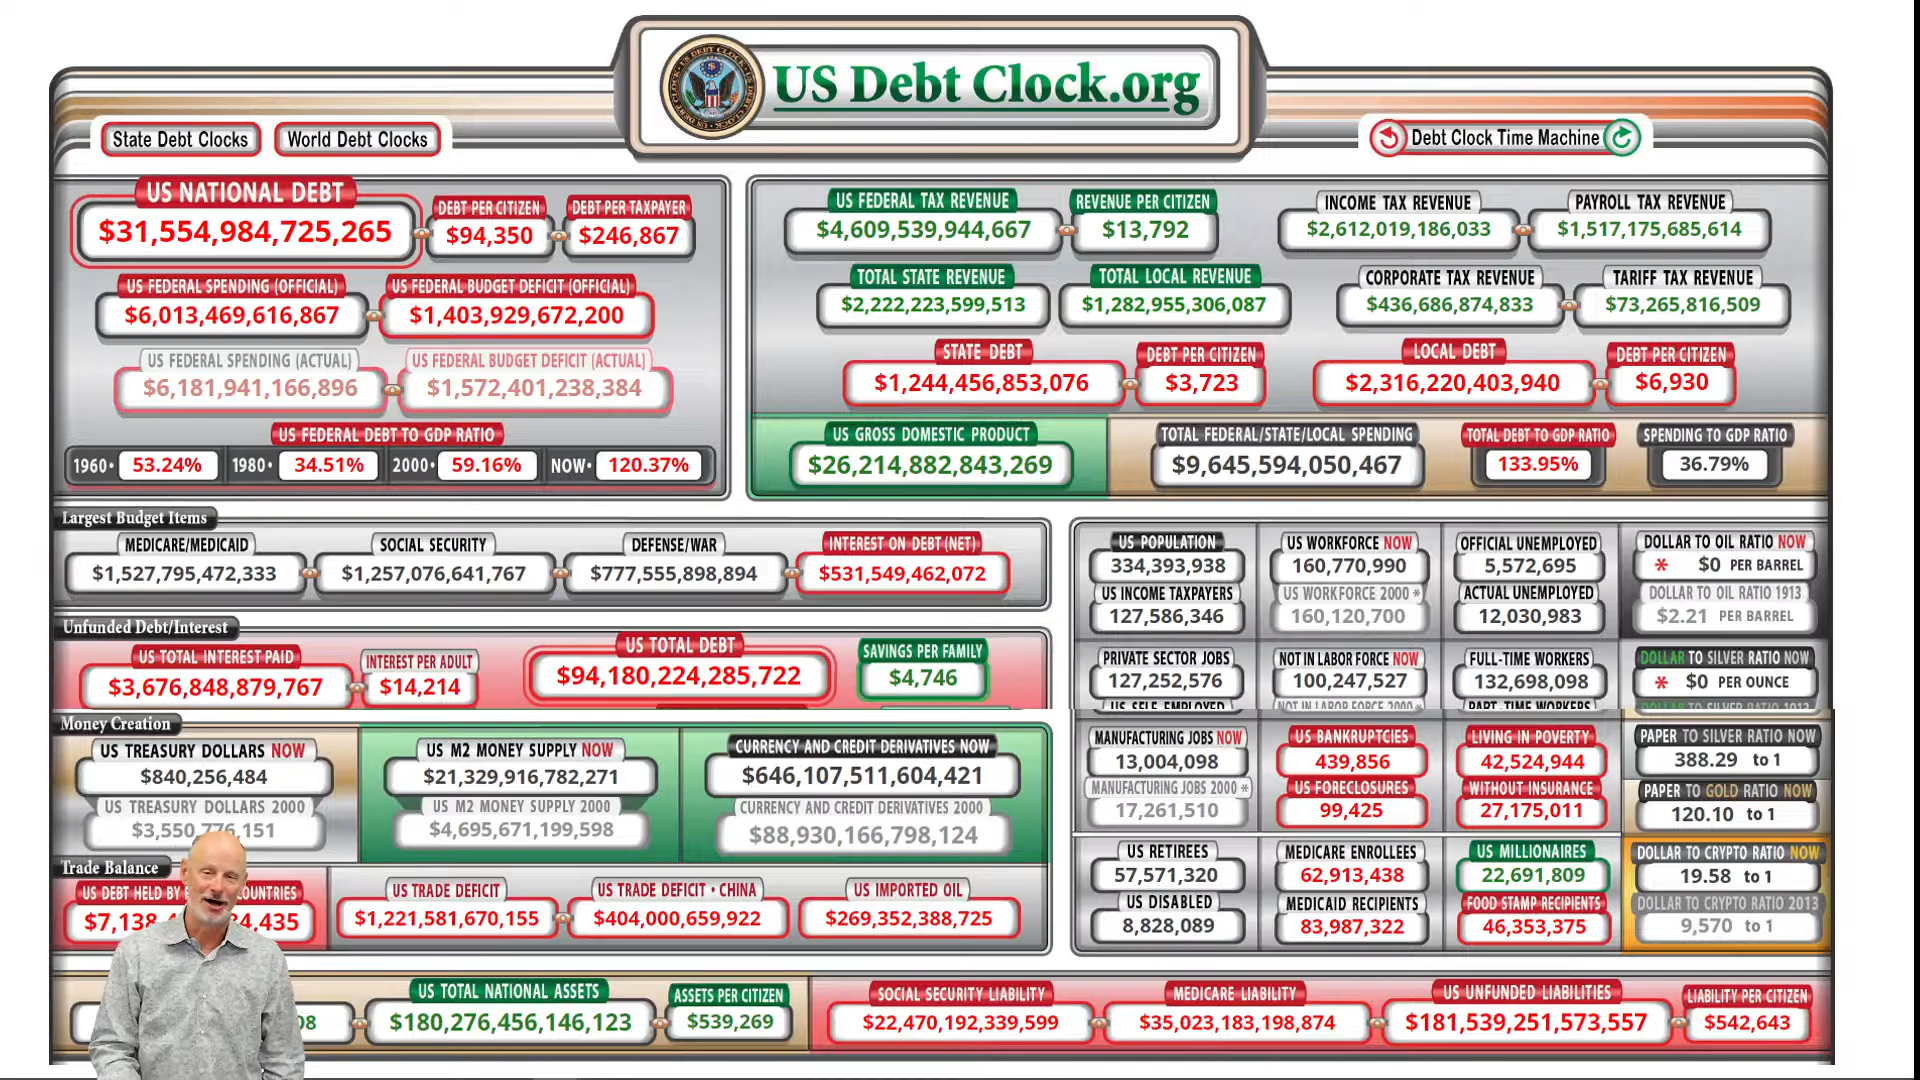 US Debt Clock.org
State Debt Clocks
World Debt Clocks
Debt Clock Time Machine
US NATIONAL DEBT
$31,554,984,725,265
DEBT PER CITIZEN
$94,350
DEBT PER TAXPAYER
$246,867
US FEDERAL SPENDING (OFFICIAL)
$6,013,469,616,867
US FEDERAL BUDGET DEFICIT (OFFICIAL)
$1,403,929,672,200
US FEDERAL SPENDING (ACTUAL)
$6,181,941,166,896
US FEDERAL BUDGET DEFICIT (ACTUAL)
$1,572,401,238,384
US FEDERAL DEBT TO GDP RATIO
1960• 53.24% 1980• 34.51% 2000• 59.16% NOW• 120.37%
US FEDERAL TAX REVENUE
$4,609,539,944,667
REVENUE PER CITIZEN
$13,792
INCOME TAX REVENUE
$2,612,019,186,033
PAYROLL TAX REVENUE
$1,517,175,685,614
TOTAL STATE REVENUE
$2,222,223,599,513
TOTAL LOCAL REVENUE
$1,282,955,306,087
CORPORATE TAX REVENUE
$436,686,874,833
TARIFF TAX REVENUE
$73,265,816,509
STATE DEBT
$1,244,456,853,076
DEBT PER CITIZEN
$3,723
LOCAL DEBT
$2,316,220,403,940
DEBT PER CITIZEN
$6,930
US GROSS DOMESTIC PRODUCT
$26,214,882,843,269
TOTAL FEDERAL/STATE/LOCAL SPENDING
$9,645,594,050,467
TOTAL DEBT TO GDP RATIO
133.95%
SPENDING TO GDP RATIO
36.79%
Largest Budget Items
MEDICARE/MEDICAID
$1,527,795,472,333
SOCIAL SECURITY
$1,257,076,641,767
DEFENSE/WAR
$777,555,898,894
INTEREST ON DEBT (NET)
$531,549,462,072
Unfunded Debt/Interest
US TOTAL INTEREST PAID
$3,676,848,879,767
INTEREST PER ADULT
$14,214
US TOTAL DEBT
$94,180,224,285,722
SAVINGS PER FAMILY
$4,746
Money Creation
US TREASURY DOLLARS NOW
$840,256,484
US TREASURY DOLLARS 2000
$3,550,776,151
US M2 MONEY SUPPLY NOW
$21,329,916,782,271
US M2 MONEY SUPPLY 2000
$4,695,671,199,598
CURRENCY AND CREDIT DERIVATIVES NOW
$646,107,511,604,421
CURRENCY AND CREDIT DERIVATIVES 2000
$88,930,166,798,124
Trade Balance
US DEBT HELD BY COUNTRIES
US TRADE DEFICIT
$1,221,581,670,155
US TRADE DEFICIT • CHINA
$404,000,659,922
US IMPORTED OIL
$269,352,388,725
US POPULATION
334,393,938
US INCOME TAXPAYERS
127,586,346
US WORKFORCE NOW
160,770,990
US WORKFORCE 2000 *
160,120,700
OFFICIAL UNEMPLOYED
5,572,695
ACTUAL UNEMPLOYED
12,030,983
DOLLAR TO OIL RATIO NOW
* $0 PER BARREL
DOLLAR TO OIL RATIO 1913
$2.21 PER BARREL
PRIVATE SECTOR JOBS
127,252,576
US SELF EMPLOYED
NOT IN LABOR FORCE NOW
100,247,527
NOT IN LABOR FORCE 2000 *
FULL-TIME WORKERS
132,698,098
PART-TIME WORKERS
DOLLAR TO SILVER RATIO NOW
* $0 PER OUNCE
DOLLAR TO SILVER RATIO 1913
MANUFACTURING JOBS NOW
13,004,098
MANUFACTURING JOBS 2000 *
17,261,510
US BANKRUPTCIES
439,856
US FORECLOSURES
99,425
LIVING IN POVERTY
42,524,944
WITHOUT INSURANCE
27,175,011
PAPER TO SILVER RATIO NOW
388.29 to 1
PAPER TO GOLD RATIO NOW
120.10 to 1
US RETIREES
57,571,320
US DISABLED
8,828,089
MEDICARE ENROLLEES
62,913,438
MEDICAID RECIPIENTS
83,987,322
US MILLIONAIRES
22,691,809
FOOD STAMP RECIPIENTS
46,353,375
DOLLAR TO CRYPTO RATIO NOW
19.58 to 1
DOLLAR TO CRYPTO RATIO 2013
9,570 to 1
US TOTAL NATIONAL ASSETS
$180,276,456,146,123
ASSETS PER CITIZEN
$539,269
SOCIAL SECURITY LIABILITY
$22,470,192,339,599
MEDICARE LIABILITY
$35,023,183,198,874
US UNFUNDED LIABILITIES
$181,539,251,573,557
LIABILITY PER CITIZEN
$542,643